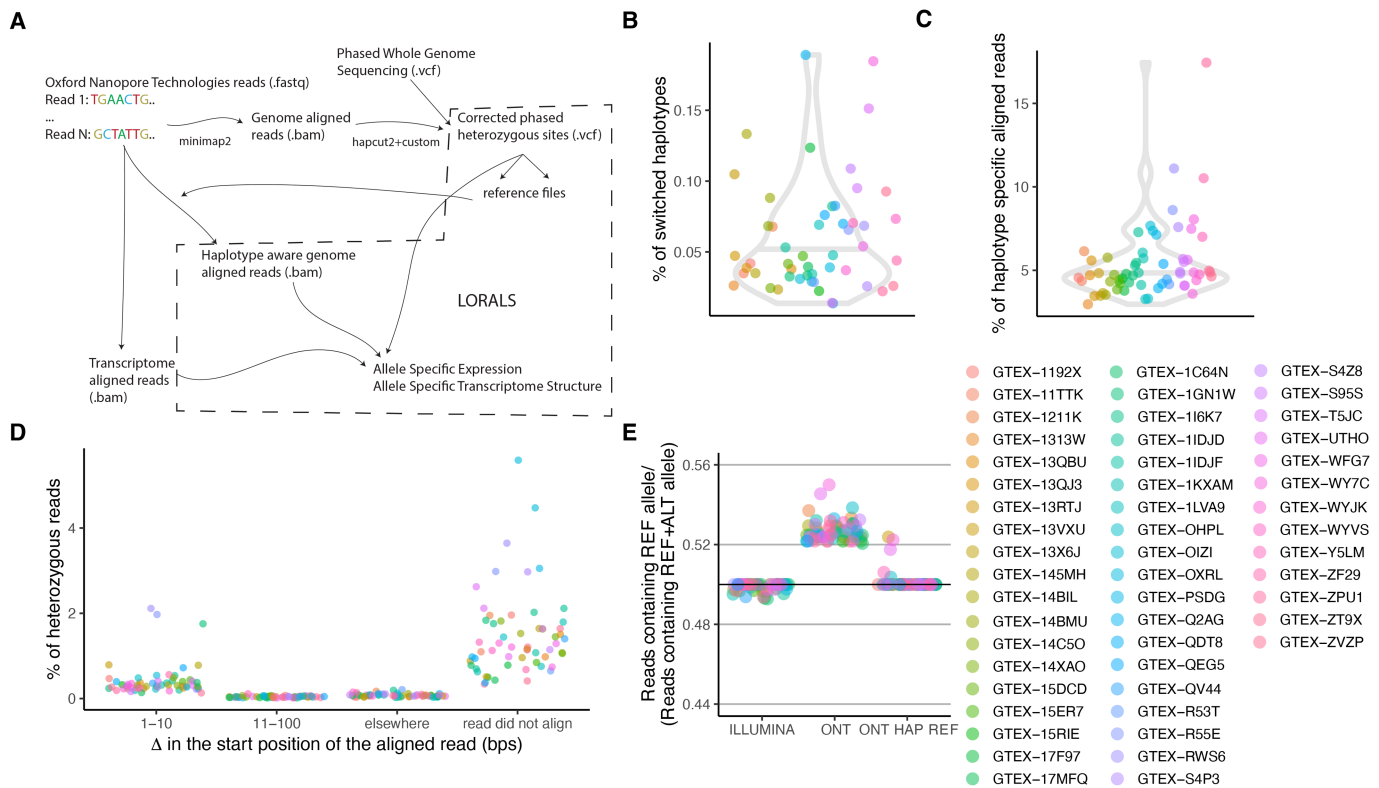 A
Oxford Nanopore Technologies reads (.fastq)
Read 1: TGAACTG..
...
Read N: GCTATTG..
minimap2
Genome aligned
reads (.bam)
hapcut2+custom
Phased Whole Genome
Sequencing (.vcf)
Corrected phased
heterozygous sites (.vcf)
reference files
Haplotype aware genome
aligned reads (.bam)
LORALS
Transcriptome
aligned reads
(.bam)
Allele Specific Expression
Allele Specific Transcriptome Structure
B
% of switched haplotypes
0.15
0.10
0.05
C
% of haplotype specific aligned reads
15
10
5
D
% of heterozygous reads
4
2
0
1−10
11−100
elsewhere
read did not align
Δ in the start position of the aligned read (bps)
E
Reads containing REF allele/
(Reads containing REF+ALT allele)
0.56
0.52
0.48
0.44
ILLUMINA
ONT
ONT HAP REF
GTEX−1192X
GTEX−11TTK
GTEX−1211K
GTEX−1313W
GTEX−13QBU
GTEX−13QJ3
GTEX−13RTJ
GTEX−13VXU
GTEX−13X6J
GTEX−145MH
GTEX−14BIL
GTEX−14BMU
GTEX−14C5O
GTEX−14XAO
GTEX−15DCD
GTEX−15ER7
GTEX−15RIE
GTEX−17F97
GTEX−17MFQ
GTEX−1C64N
GTEX−1GN1W
GTEX−1I6K7
GTEX−1IDJD
GTEX−1IDJF
GTEX−1KXAM
GTEX−1LVA9
GTEX−OHPL
GTEX−OIZI
GTEX−OXRL
GTEX−PSDG
GTEX−Q2AG
GTEX−QDT8
GTEX−QEG5
GTEX−QV44
GTEX−R53T
GTEX−R55E
GTEX−RWS6
GTEX−S4P3
GTEX−S4Z8
GTEX−S95S
GTEX−T5JC
GTEX−UTHO
GTEX−WFG7
GTEX−WY7C
GTEX−WYJK
GTEX−WYVS
GTEX−Y5LM
GTEX−ZF29
GTEX−ZPU1
GTEX−ZT9X
GTEX−ZVZP